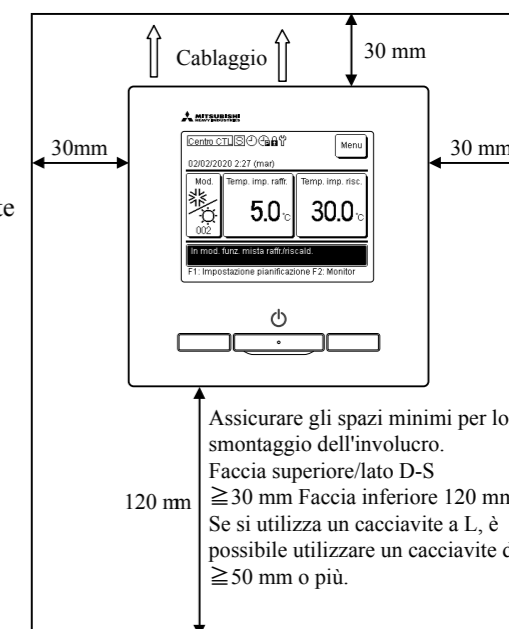 Cablaggio
30 mm
30mm
30 mm
MITSUBISHI
HEAVY INDUSTRIES
Centro CTL S
Menu
02/02/2020 2:27 (mar)
Mod.
Temp. imp. raffr.
Temp. imp. risc.
002
5.0 °C
30.0 °C
In mod. funz. mista raffr./riscald.
F1: Impostazione pianificazione F2: Monitor
120 mm
Assicurare gli spazi minimi per lo
smontaggio dell'involucro.
Faccia superiore/lato D-S
≧30 mm Faccia inferiore 120 mm
Se si utilizza un cacciavite a L, è
possibile utilizzare un cacciavite d
≧50 mm o più.